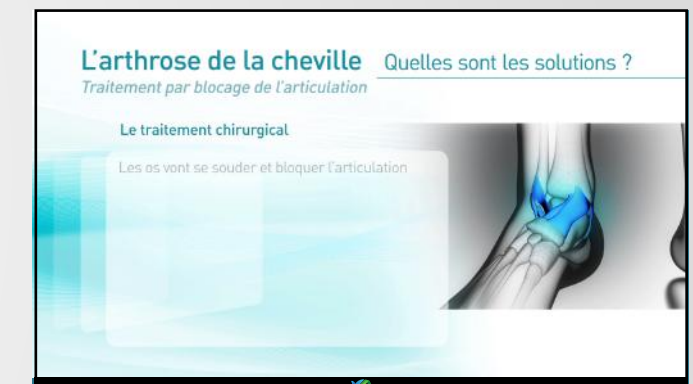 L'arthrose de la cheville Quelles sont les solutions ?
Traitement par blocage de l'articulation
Le traitement chirurgical
Les os vont se souder et bloquer l'articulation